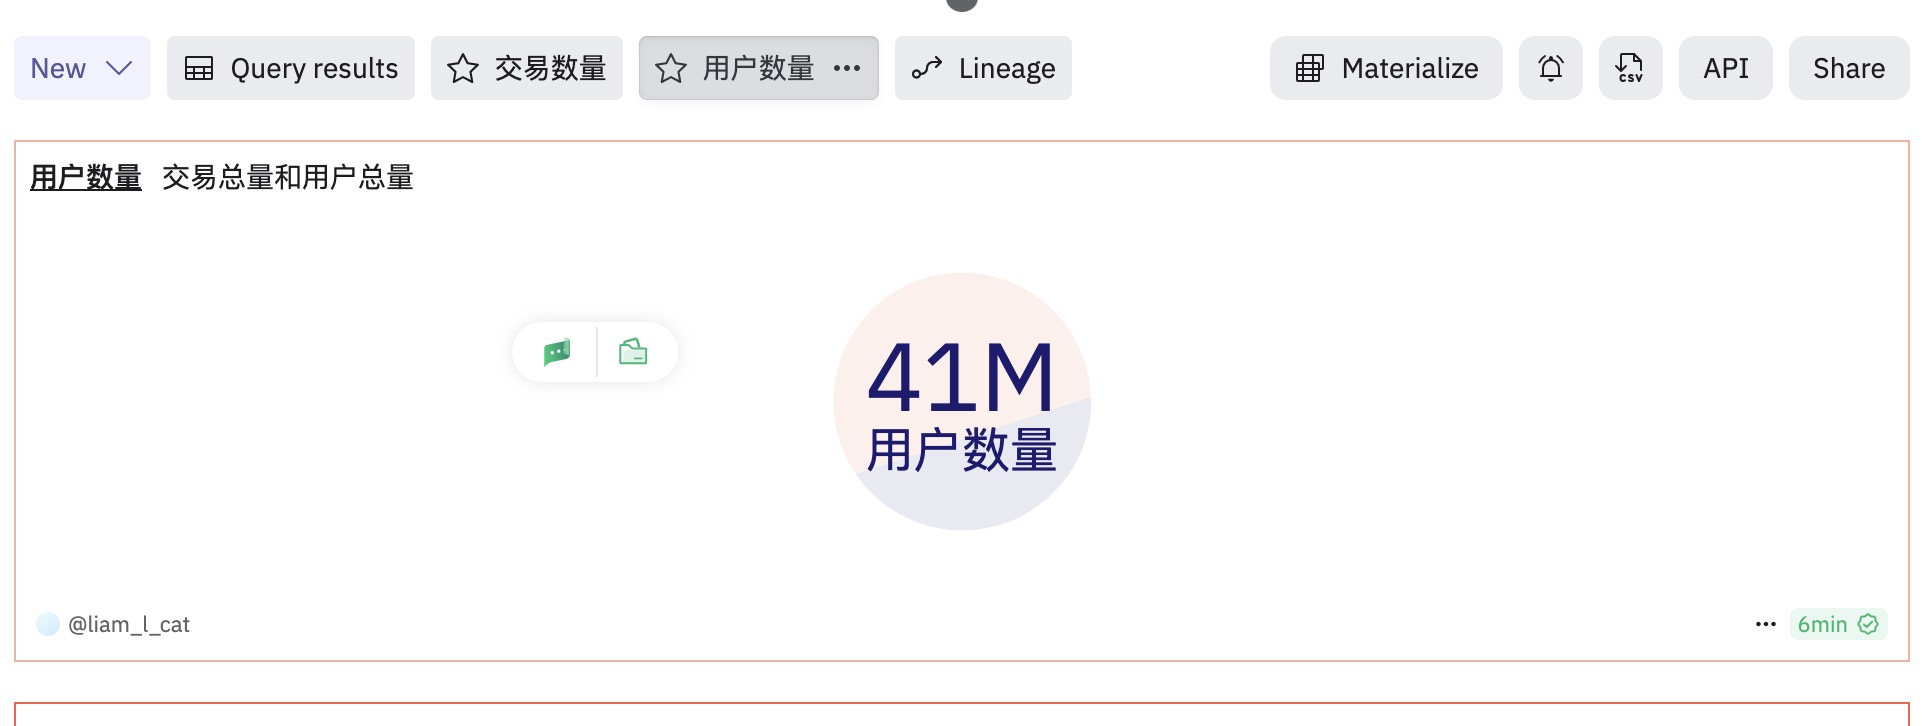 New Query results 交易数量 用户数量 ••• Lineage Materialize CSV API Share
用户数量 交易总量和用户总量
41M
用户数量
@liam_l_cat ••• 6min